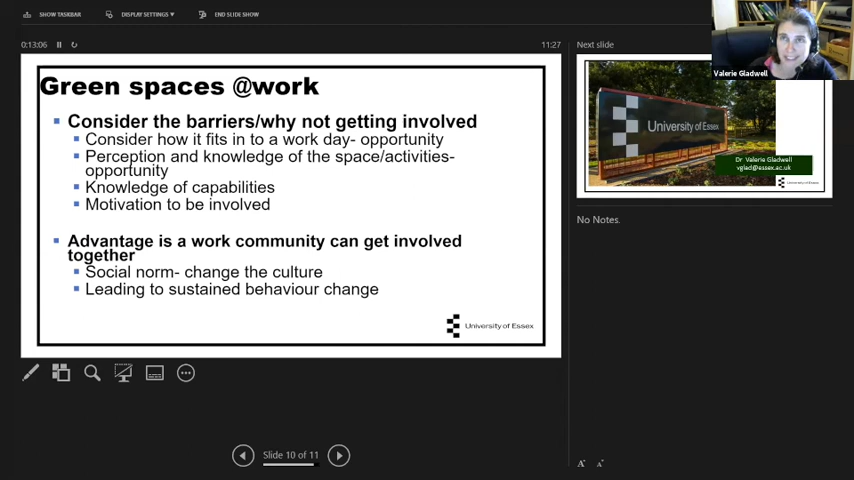 SHOW TASKBAR
DISPLAY SETTINGS ▼
END SLIDE SHOW
0:13:06
11:27
Green spaces @work
Consider the barriers/why not getting involved
Consider how it fits in to a work day- opportunity
Perception and knowledge of the space/activities-
opportunity
Knowledge of capabilities
Motivation to be involved
Advantage is a work community can get involved
together
Social norm- change the culture
Leading to sustained behaviour change
University of Essex
Slide 10 of 11
Next slide
Valerie Gladwell
University of Essex
Dr Valerie Gladwell
vglad@essex.ac.uk
University of Essex
No Notes.
A A